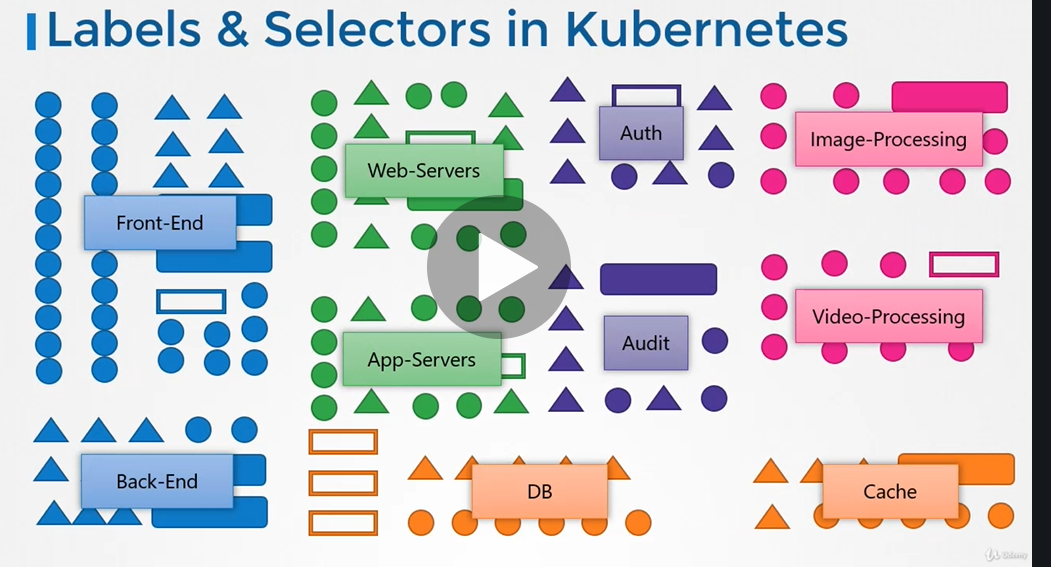 Labels & Selectors in Kubernetes
Auth
Image-Processing
Web-Servers
Front-End
Video-Processing
Audit
App-Servers
Back-End
DB
Cache
Udemy